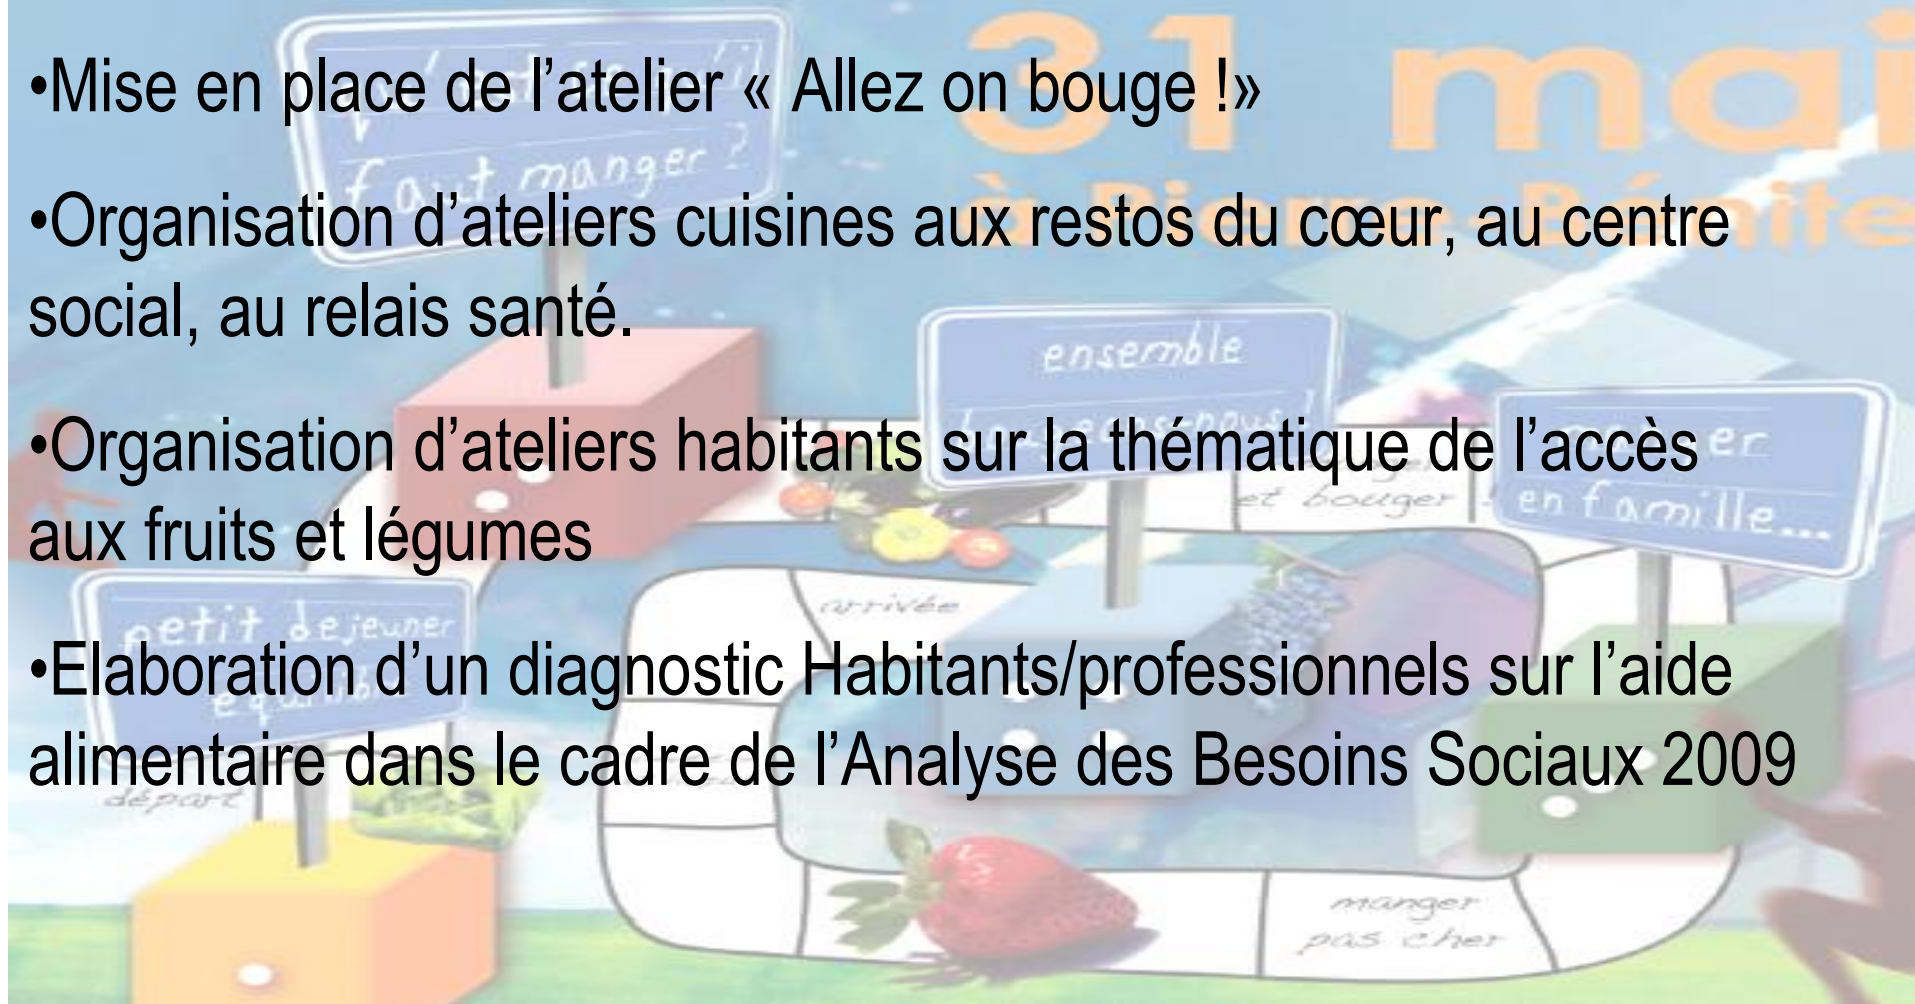 •Mise en place de l’atelier « Allez on bouge !»
•Organisation d’ateliers cuisines aux restos du cœur, au centre
social, au relais santé.
•Organisation d’ateliers habitants sur la thématique de l’accès
aux fruits et légumes
•Elaboration d’un diagnostic Habitants/professionnels sur l’aide
alimentaire dans le cadre de l’Analyse des Besoins Sociaux 2009
31 mai
à Pierre-Bénite
faut manger ?
ensemble
et bouger
en famille...
petit dejeuner
arrivée
départ
manger
pas cher